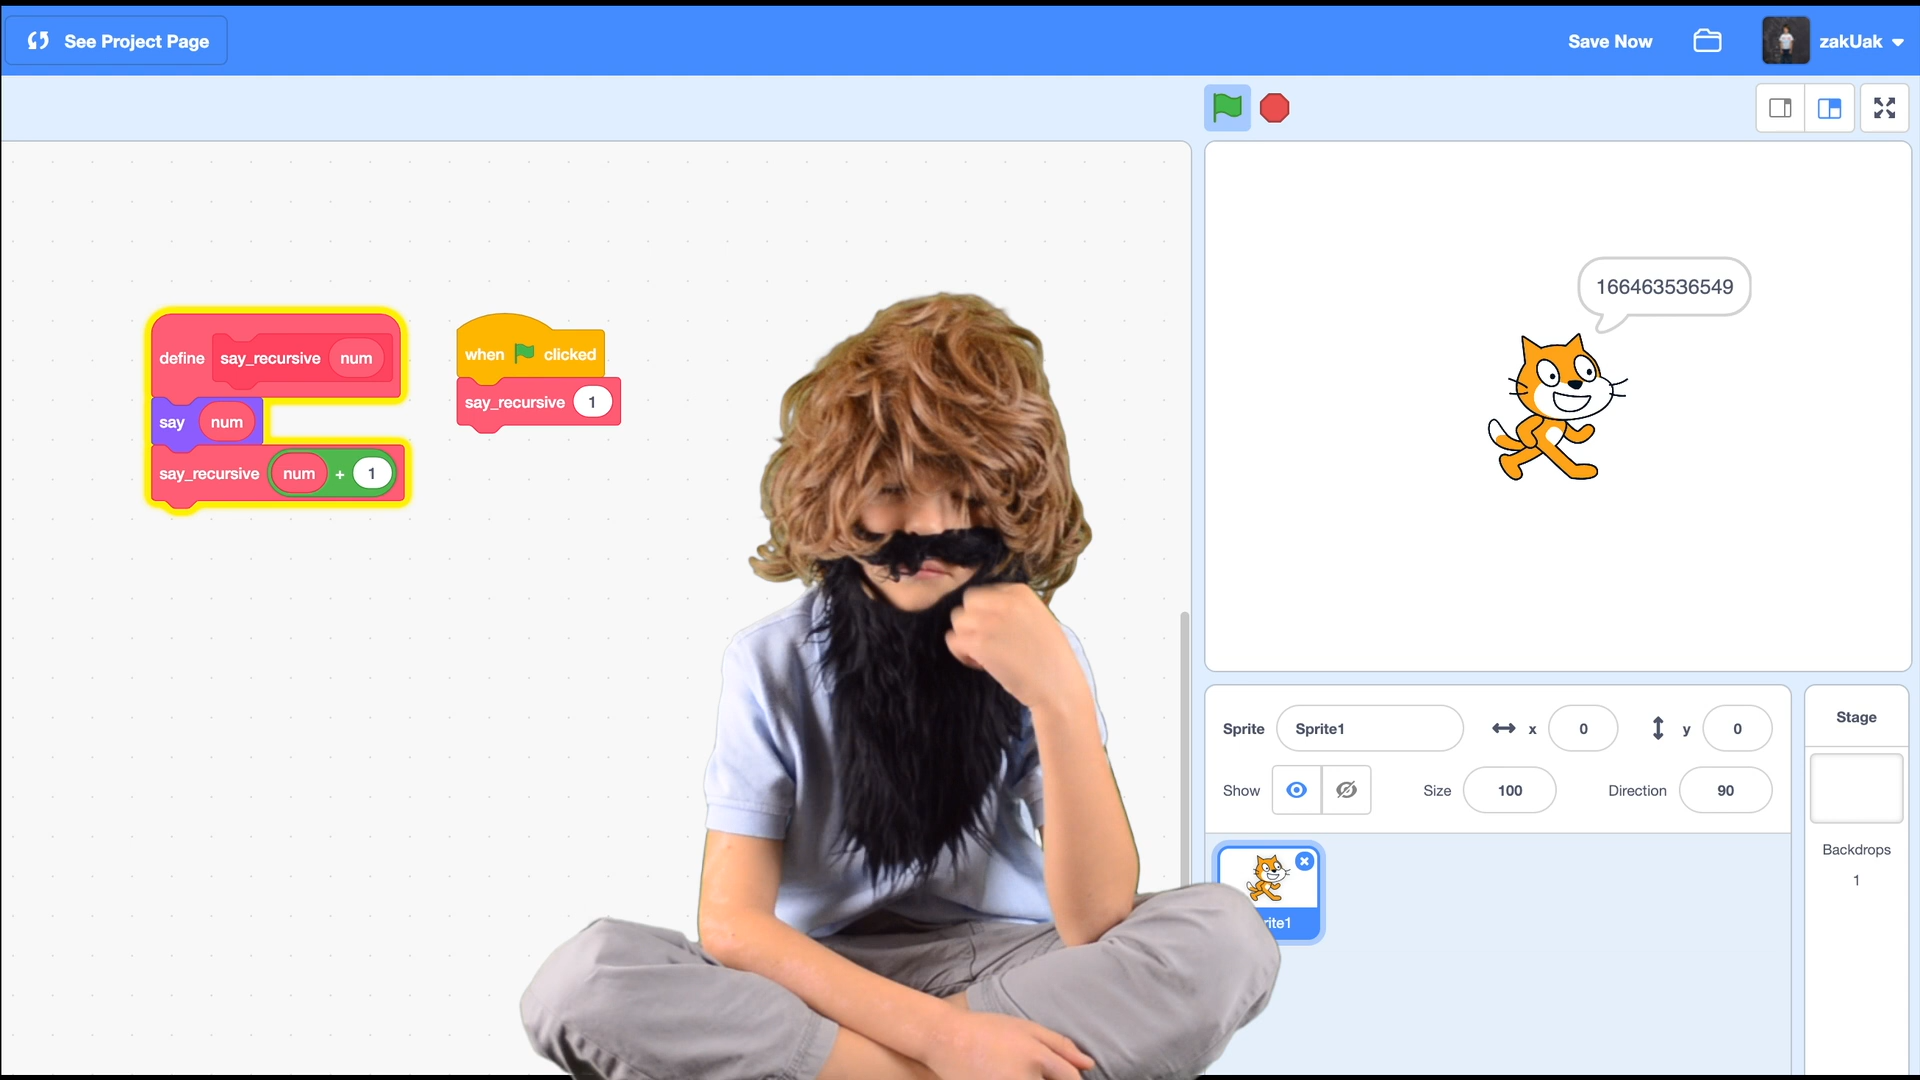 See Project Page
Save Now
zakUak
define say_recursive num
say num
say_recursive num + 1
when clicked
say_recursive 1
166463536549
Sprite Sprite1 x 0 y 0
Show Size 100 Direction 90
rite1
Stage
Backdrops
1